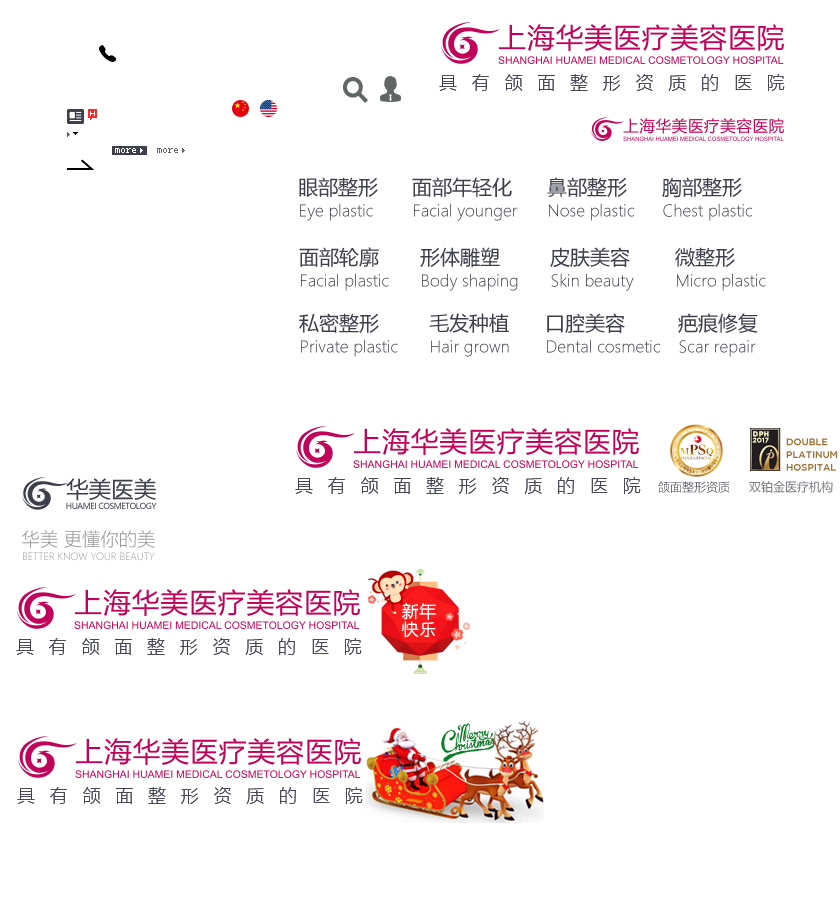 上海华美医疗美容医院
SHANGHAI HUAMEI MEDICAL COSMETOLOGY HOSPITAL
具有颌面整形资质的医院
上海华美医疗美容医院
SHANGHAI HUAMEI MEDICAL COSMETOLOGY HOSPITAL
more more
眼部整形 面部年轻化 鼻部整形 胸部整形
Eye plastic Facial younger Nose plastic Chest plastic
面部轮廓 形体雕塑 皮肤美容 微整形
Facial plastic Body shaping Skin beauty Micro plastic
私密整形 毛发种植 口腔美容 疤痕修复
Private plastic Hair grown Dental cosmetic Scar repair
上海华美医疗美容医院
SHANGHAI HUAMEI MEDICAL COSMETOLOGY HOSPITAL
具有颌面整形资质的医院
MPSQ
颌面整形资质
DPH
2017
DOUBLE
PLATINUM
HOSPITAL
双铂金医疗机构
华美医美
HUAMEI COSMETOLOGY
华美 更懂你的美
BETTER KNOW YOUR BEAUTY
上海华美医疗美容医院
SHANGHAI HUAMEI MEDICAL COSMETOLOGY HOSPITAL
具有颌面整形资质的医院
新年
快乐
上海华美医疗美容医院
SHANGHAI HUAMEI MEDICAL COSMETOLOGY HOSPITAL
具有颌面整形资质的医院
Merry
Christmas